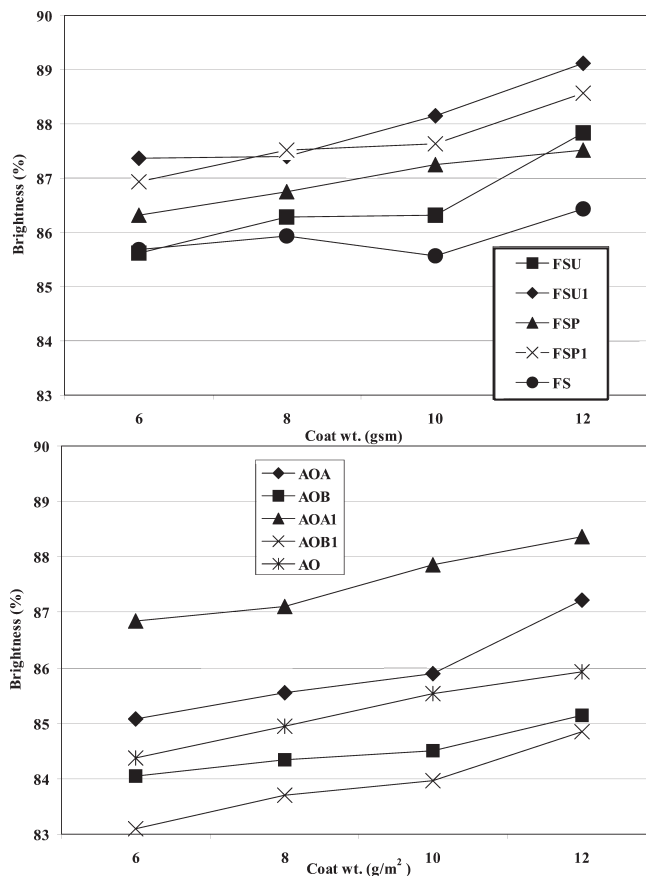 90
89
88
87
86
85
84
83
Brightness (%)
FSU
FSU1
FSP
FSP1
FS
6 8 10 12
Coat wt. (gsm)
90
89
88
87
86
85
84
83
Brightness (%)
AOA
AOB
AOA1
AOB1
AO
6 8 10 12
Coat wt. (g/m²)